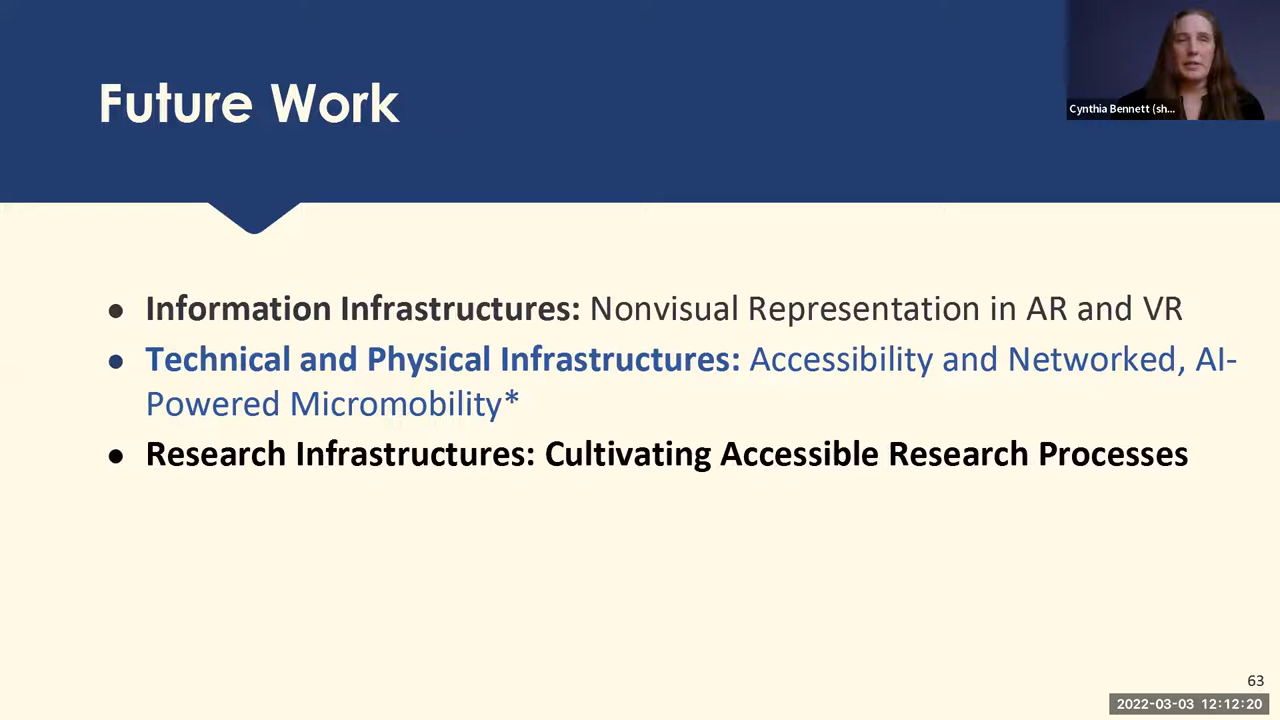 Future Work
Cynthia Bennett (sh...
● Information Infrastructures: Nonvisual Representation in AR and VR
● Technical and Physical Infrastructures: Accessibility and Networked, AI-
Powered Micromobility*
● Research Infrastructures: Cultivating Accessible Research Processes
63
2022-03-03 12:12:20